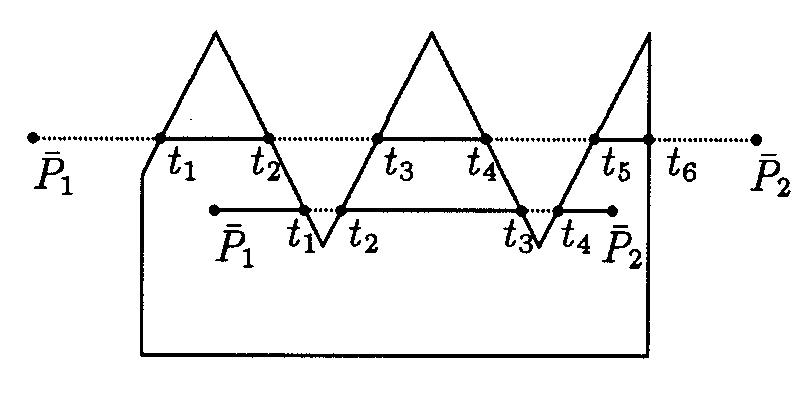 P̄₁ t₁ t₂ t₃ t₄ t₅ t₆ P̄₂
P̄₁ t₁ t₂ t₃ t₄ P̄₂